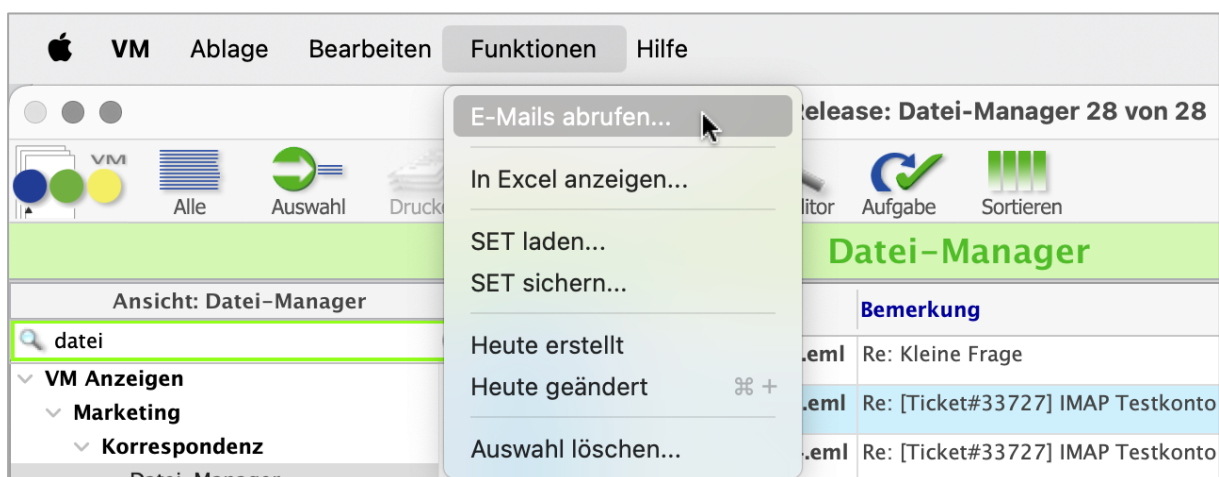 VM Ablage Bearbeiten Funktionen Hilfe
E-Mails abrufen...
Release: Datei-Manager 28 von 28
In Excel anzeigen...
VM
Alle Auswahl Aufgabe Sortieren
SET laden...
Datei-Manager
SET sichern...
Ansicht: Datei-Manager
Bemerkung
datei
Heute erstellt
.eml Re: Kleine Frage
VM Anzeigen
Heute geändert ⌘ +
Marketing
.eml Re: [Ticket#33727] IMAP Testkonto
Korrespondenz
Auswahl löschen...
.eml Re: [Ticket#33727] IMAP Testkonto
Datei-Manager